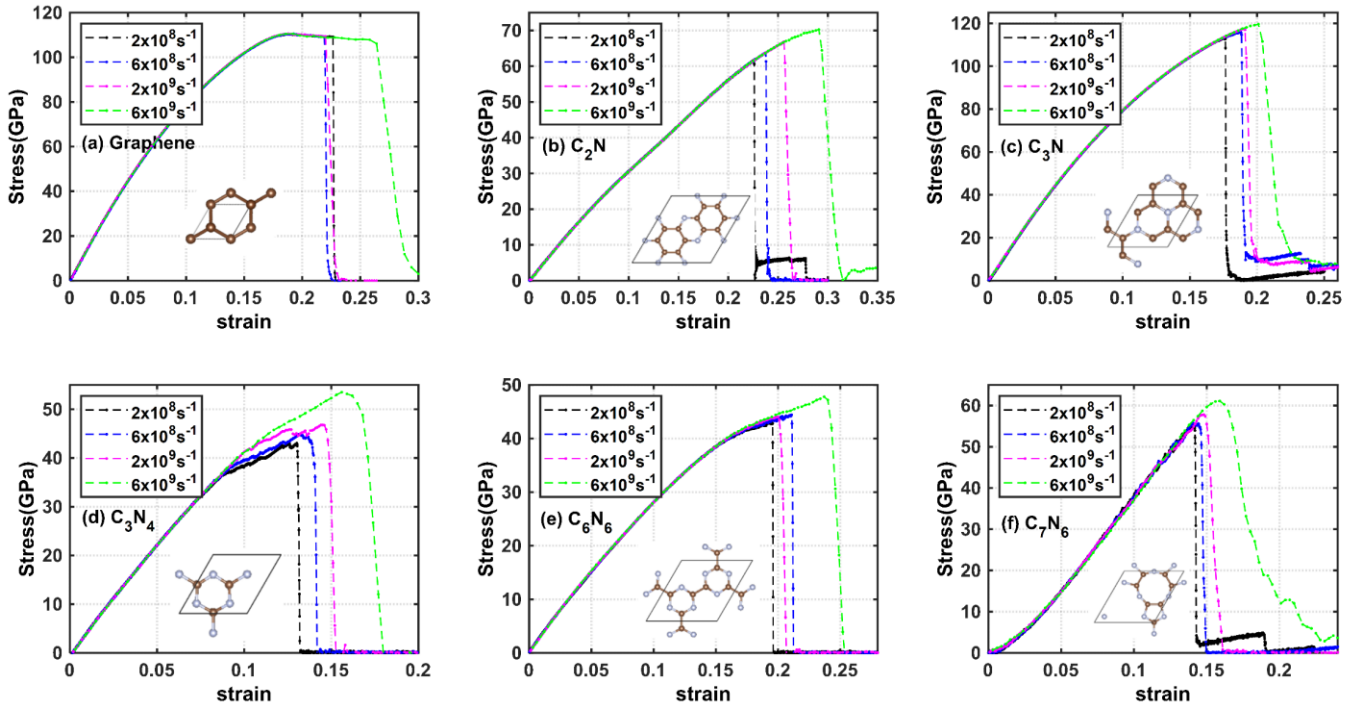 Stress(GPa)
120
100
80
60
40
20
0
2x10⁸s⁻¹
6x10⁸s⁻¹
2x10⁹s⁻¹
6x10⁹s⁻¹
(a) Graphene
0 0.05 0.1 0.15 0.2 0.25 0.3
strain
Stress(GPa)
70
60
50
40
30
20
10
0
2x10⁸s⁻¹
6x10⁸s⁻¹
2x10⁹s⁻¹
6x10⁹s⁻¹
(b) C₂N
0 0.05 0.1 0.15 0.2 0.25 0.3 0.35
strain
Stress(GPa)
120
100
80
60
40
20
0
2x10⁸s⁻¹
6x10⁸s⁻¹
2x10⁹s⁻¹
6x10⁹s⁻¹
(c) C₃N
0 0.05 0.1 0.15 0.2 0.25
strain
Stress(GPa)
50
40
30
20
10
0
2x10⁸s⁻¹
6x10⁸s⁻¹
2x10⁹s⁻¹
6x10⁹s⁻¹
(d) C₃N₄
0 0.05 0.1 0.15 0.2
strain
Stress(GPa)
50
40
30
20
10
0
2x10⁸s⁻¹
6x10⁸s⁻¹
2x10⁹s⁻¹
6x10⁹s⁻¹
(e) C₆N₆
0 0.05 0.1 0.15 0.2 0.25
strain
Stress(GPa)
60
50
40
30
20
10
0
2x10⁸s⁻¹
6x10⁸s⁻¹
2x10⁹s⁻¹
6x10⁹s⁻¹
(f) C₇N₆
0 0.05 0.1 0.15 0.2
strain